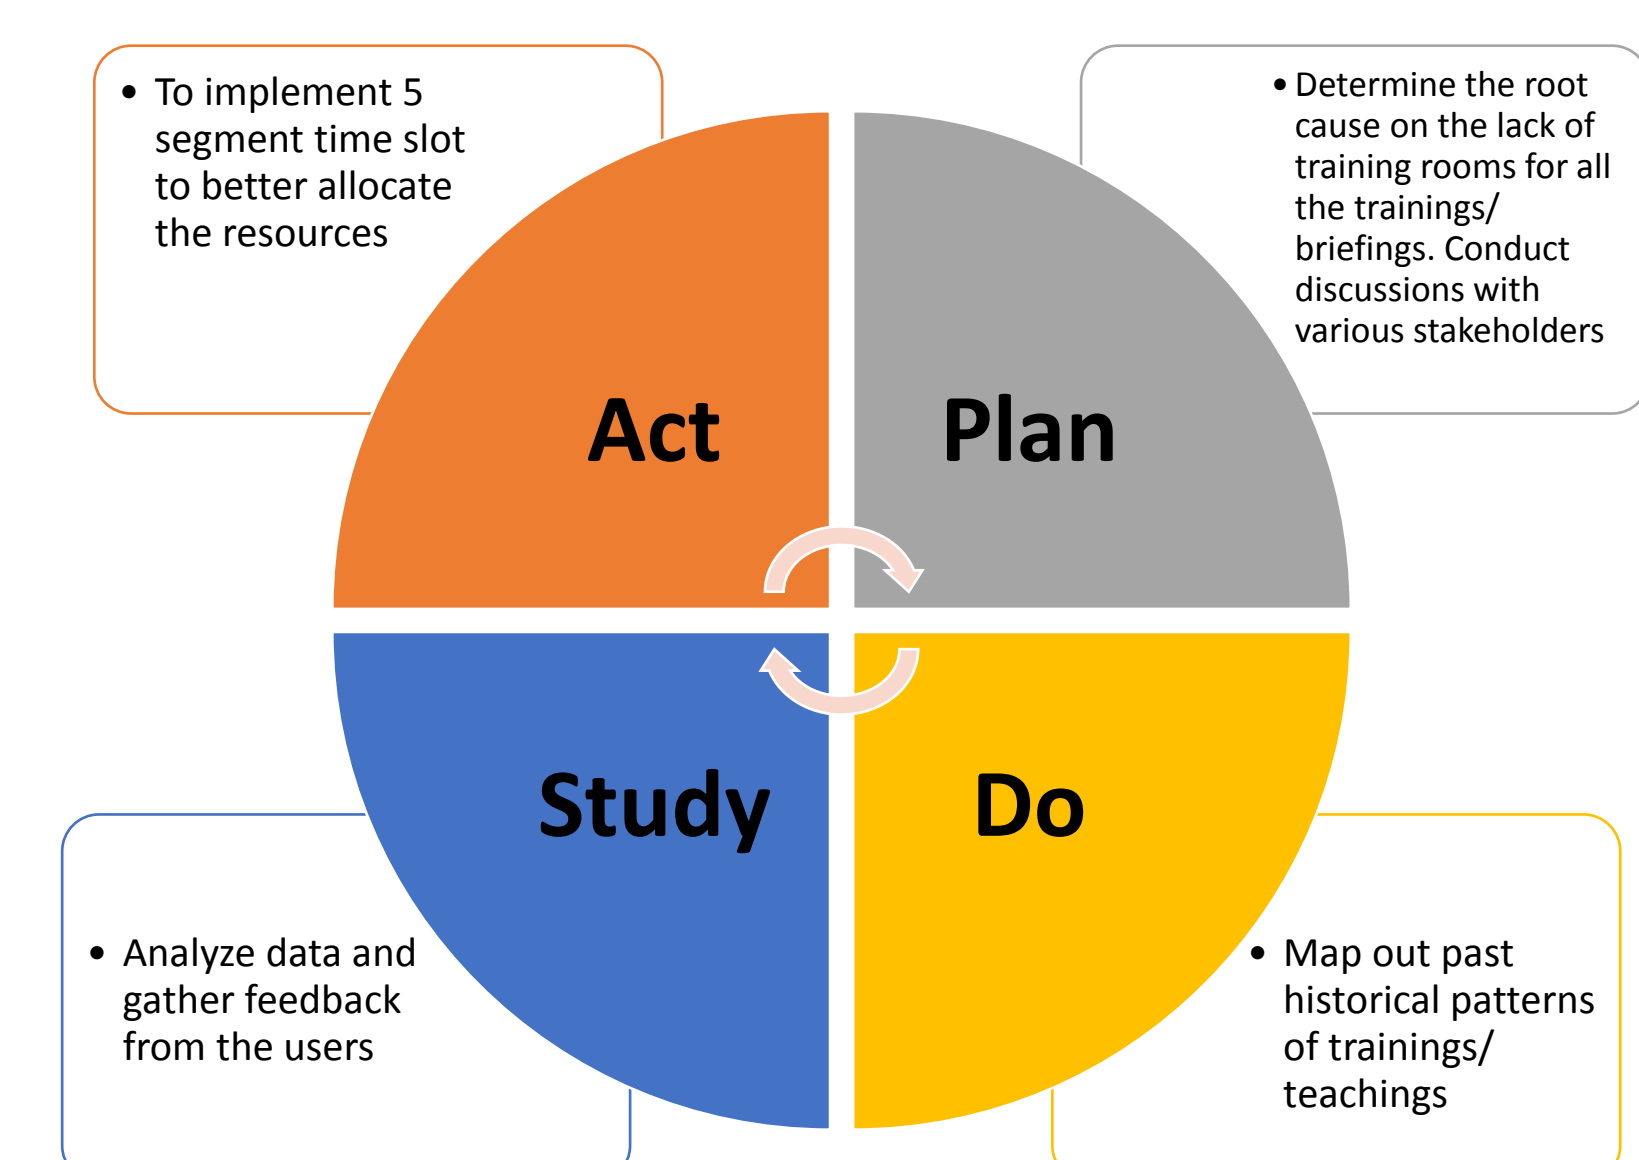 • To implement 5
segment time slot
to better allocate
the resources
• Determine the root
cause on the lack of
training rooms for all
the trainings/
briefings. Conduct
discussions with
various stakeholders
Act
Plan
Study
Do
• Analyze data and
gather feedback
from the users
• Map out past
historical patterns
of trainings/
teachings